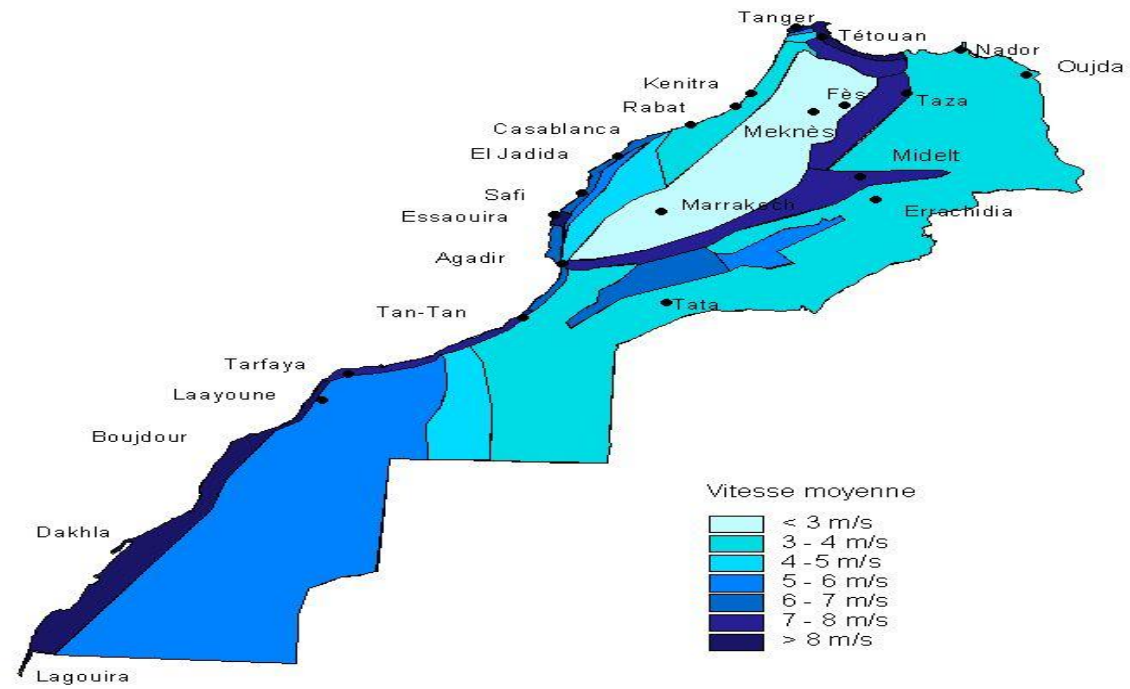 Tanger
Tétouan
Nador
Oujda
Kenitra
Fès
Rabat
Taza
Casablanca
Meknès
El Jadida
Midelt
Safi
Marrakech
Errachidia
Essaouira
Agadir
Tata
Tan-Tan
Tarfaya
Laayoune
Boujdour
Vitesse moyenne
< 3 m/s
3 - 4 m/s
4 -5 m/s
5 - 6 m/s
6 - 7 m/s
7 - 8 m/s
> 8 m/s
Dakhla
Lagouira